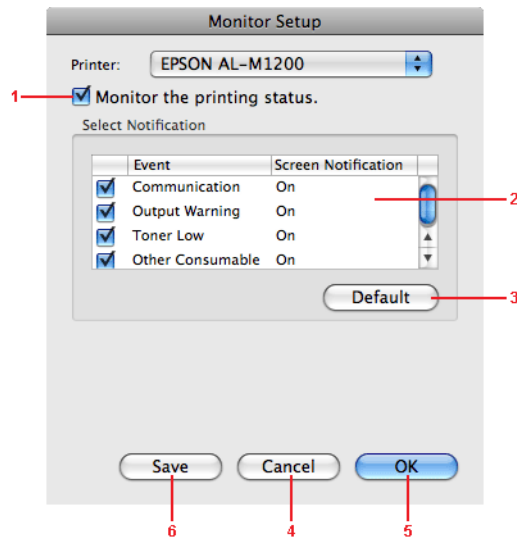 Monitor Setup
Printer: EPSON AL-M1200
1 Monitor the printing status.
Select Notification
Event Screen Notification
Communication On
2
Output Warning On
Toner Low On
Other Consumable On
Default 3
Save Cancel OK
6 4 5